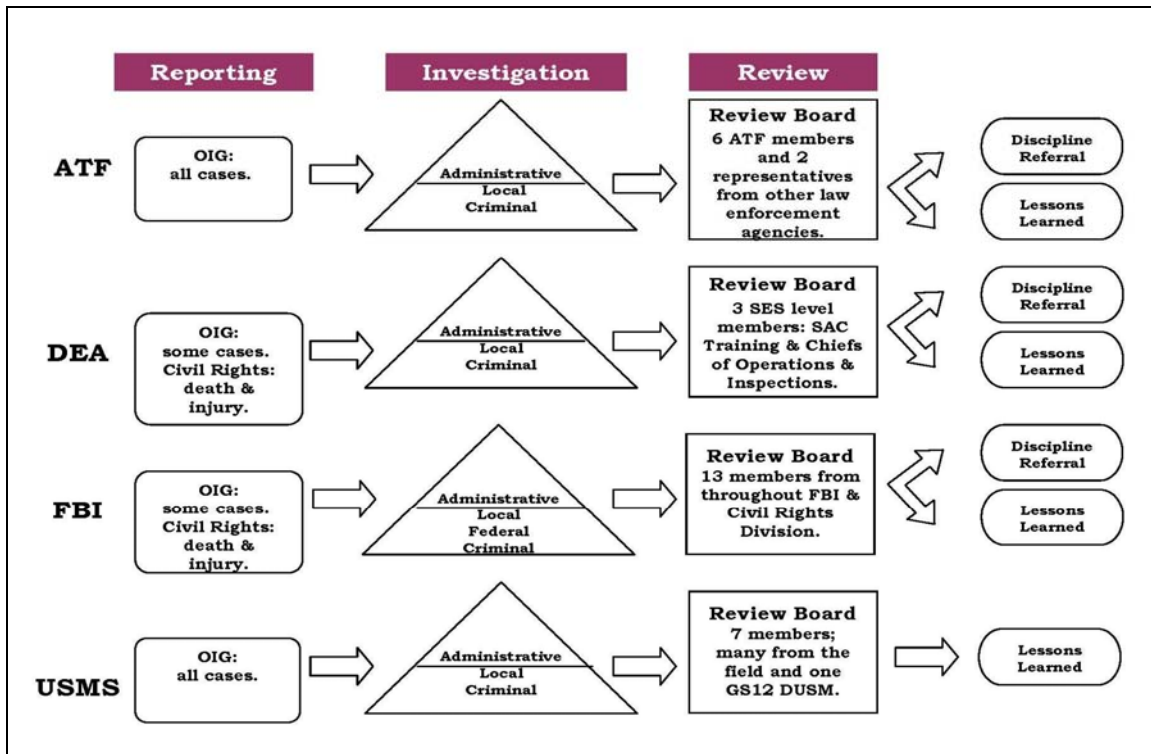 Reporting
Investigation
Review
ATF
OIG:
all cases.
Administrative
Local
Criminal
Review Board
6 ATF members
and 2
representatives
from other law
enforcement
agencies.
Discipline
Referral
Lessons
Learned
DEA
OIG:
some cases.
Civil Rights:
death &
injury.
Administrative
Local
Criminal
Review Board
3 SES level
members: SAC
Training & Chiefs
of Operations &
Inspections.
Discipline
Referral
Lessons
Learned
FBI
OIG:
some cases.
Civil Rights:
death &
injury.
Administrative
Local
Federal
Criminal
Review Board
13 members from
throughout FBI &
Civil Rights
Division.
Discipline
Referral
Lessons
Learned
USMS
OIG:
all cases.
Administrative
Local
Criminal
Review Board
7 members;
many from the
field and one
GS12 DUSM.
Lessons
Learned